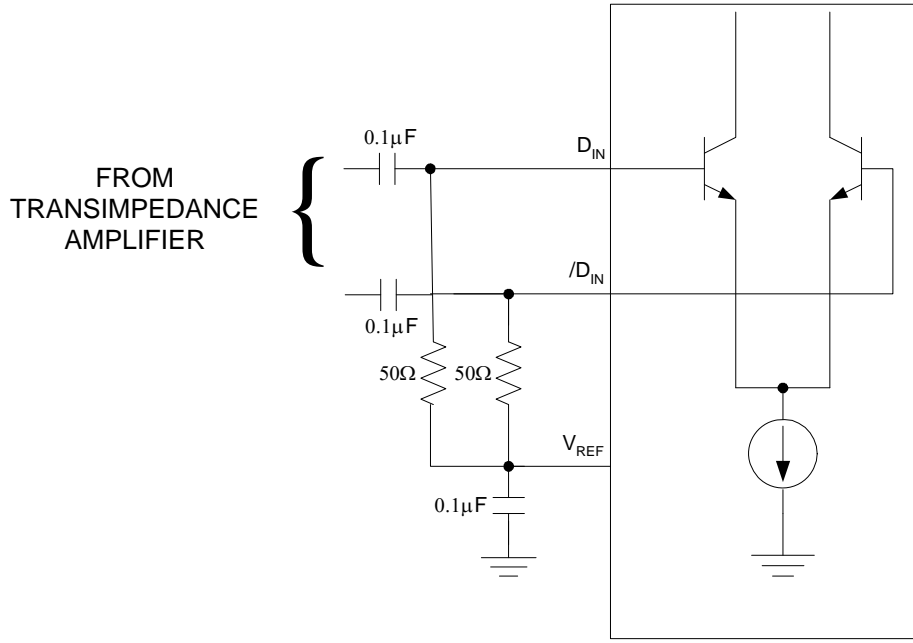 0.1µF
D_IN
FROM
TRANSIMPEDANCE
AMPLIFIER
{
/D_IN
0.1µF
50Ω
50Ω
V_REF
0.1µF